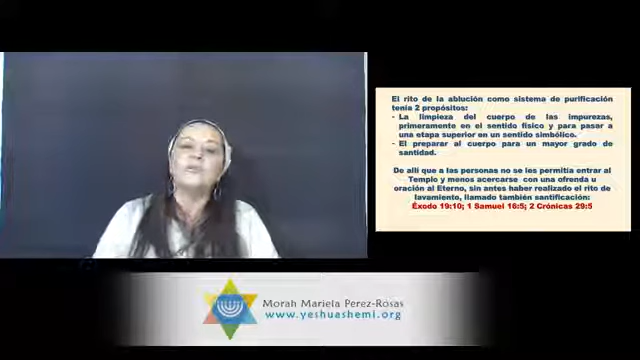 El rito de la ablución como sistema de purificación
tenía 2 propósitos:
- La limpieza del cuerpo de las impurezas,
primeramente en el sentido físico y para pasar a
una etapa superior en un sentido simbólico.
- El preparar al cuerpo para un mayor grado de
santidad.
De allí que a las personas no se les permitía entrar al
Templo y menos acercarse con una ofrenda u
oración al Eterno, sin antes haber realizado el rito de
lavamiento, llamado también santificación:
Éxodo 19:10; 1 Samuel 16:5; 2 Crónicas 29:5
Morah Mariela Perez-Rosas
www.yeshuashemi.org